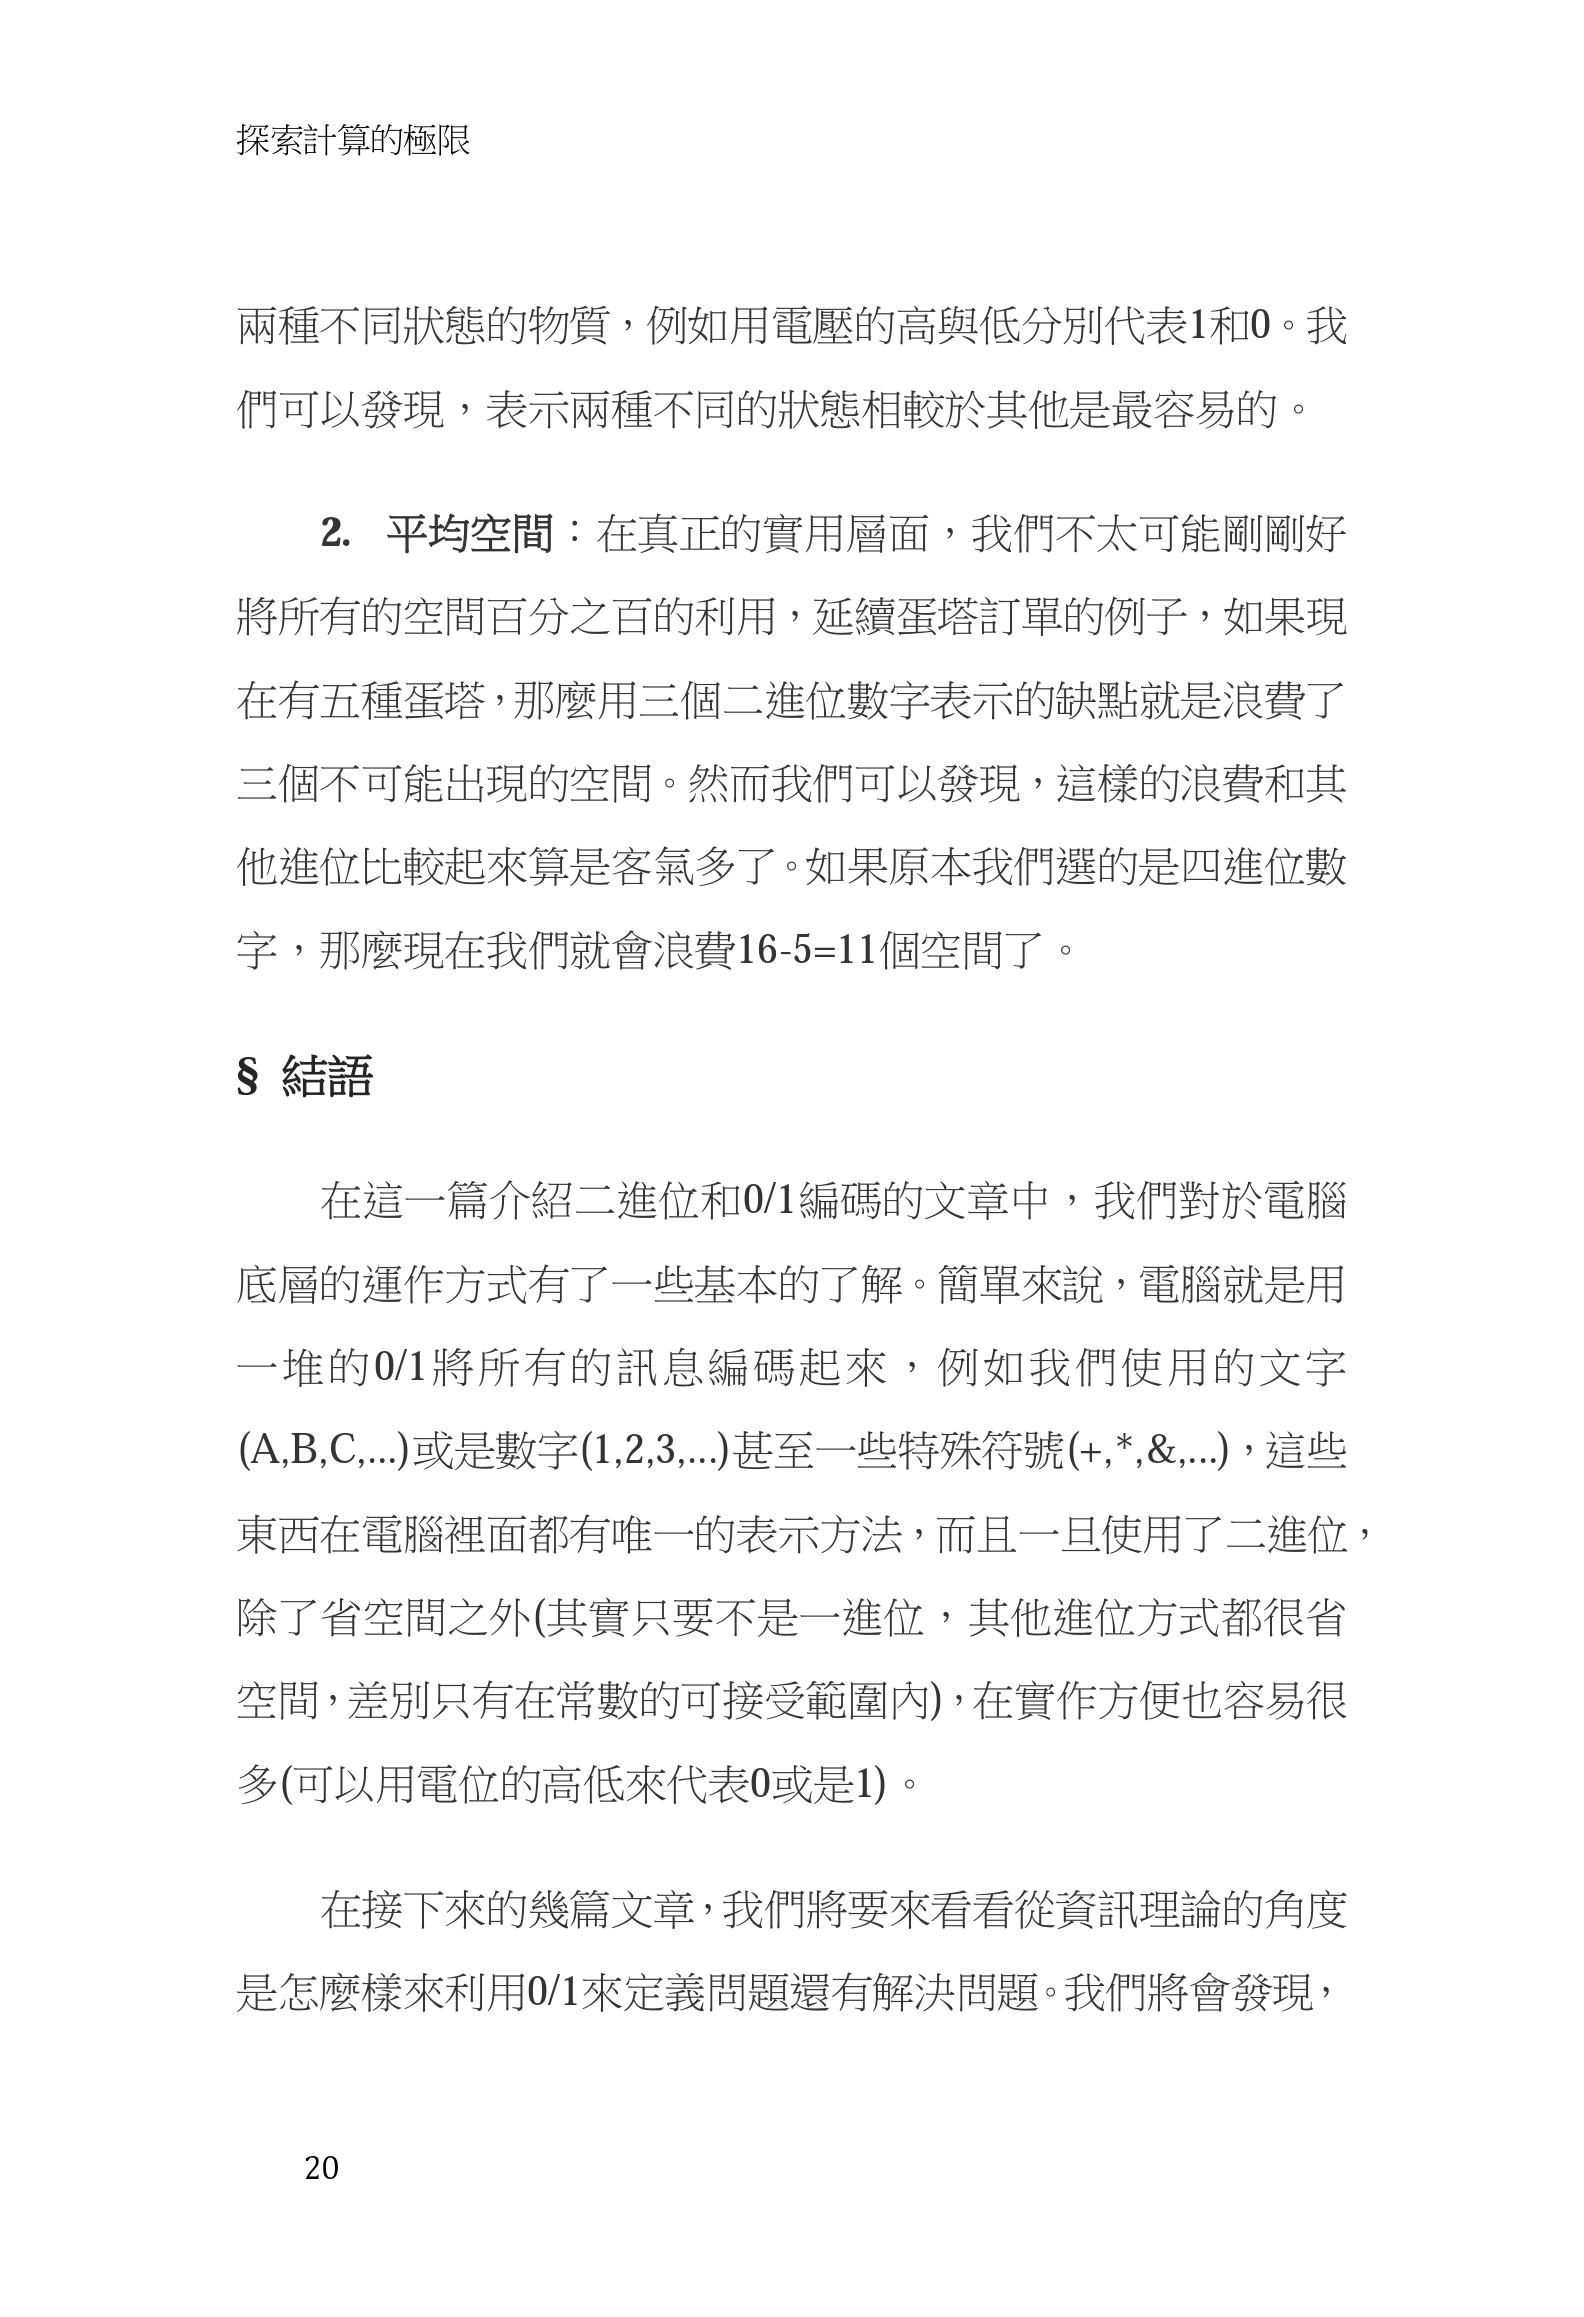 探索計算的極限
兩種不同狀態的物質，例如用電壓的高與低分別代表1和0。我
們可以發現，表示兩種不同的狀態相較於其他是最容易的。
2. 平均空間：在真正的實用層面，我們不太可能剛剛好
將所有的空間百分之百的利用，延續蛋塔訂單的例子，如果現
在有五種蛋塔，那麼用三個二進位數字表示的缺點就是浪費了
三個不可能出現的空間。然而我們可以發現，這樣的浪費和其
他進位比較起來算是客氣多了。如果原本我們選的是四進位數
字，那麼現在我們就會浪費16-5=11個空間了。
§ 結語
在這一篇介紹二進位和0/1編碼的文章中，我們對於電腦
底層的運作方式有了一些基本的了解。簡單來說，電腦就是用
一堆的0/1將所有的訊息編碼起來，例如我們使用的文字
(A,B,C,...)或是數字(1,2,3,...)甚至一些特殊符號(+,*,&,...)，這些
東西在電腦裡面都有唯一的表示方法，而且一旦使用了二進位，
除了省空間之外(其實只要不是一進位，其他進位方式都很省
空間，差別只有在常數的可接受範圍內)，在實作方便也容易很
多(可以用電位的高低來代表0或是1)。
在接下來的幾篇文章，我們將要來看看從資訊理論的角度
是怎麼樣來利用0/1來定義問題還有解決問題。我們將會發現，
20